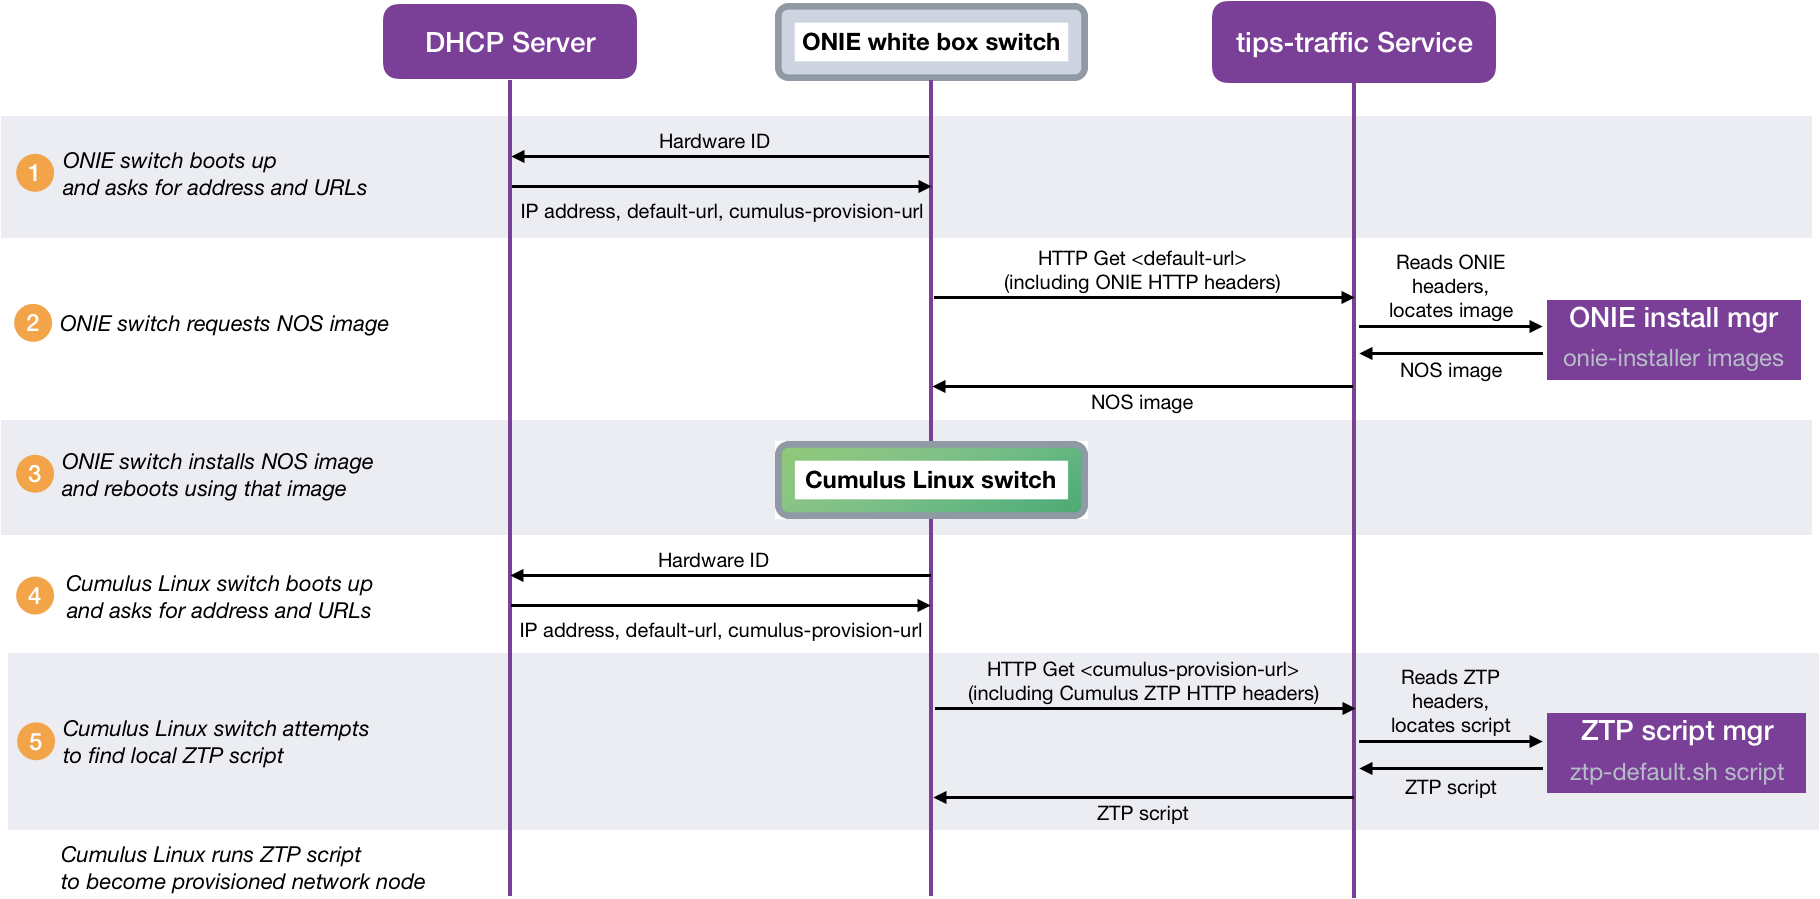 DHCP Server
ONIE white box switch
tips-traffic Service
1
ONIE switch boots up
and asks for address and URLs
Hardware ID
IP address, default-url, cumulus-provision-url
2
ONIE switch requests NOS image
HTTP Get <default-url>
(including ONIE HTTP headers)
Reads ONIE
headers,
locates image
ONIE install mgr
onie-installer images
NOS image
NOS image
3
ONIE switch installs NOS image
and reboots using that image
Cumulus Linux switch
4
Cumulus Linux switch boots up
and asks for address and URLs
Hardware ID
IP address, default-url, cumulus-provision-url
5
Cumulus Linux switch attempts
to find local ZTP script
HTTP Get <cumulus-provision-url>
(including Cumulus ZTP HTTP headers)
Reads ZTP
headers,
locates script
ZTP script mgr
ztp-default.sh script
ZTP script
ZTP script
Cumulus Linux runs ZTP script
to become provisioned network node